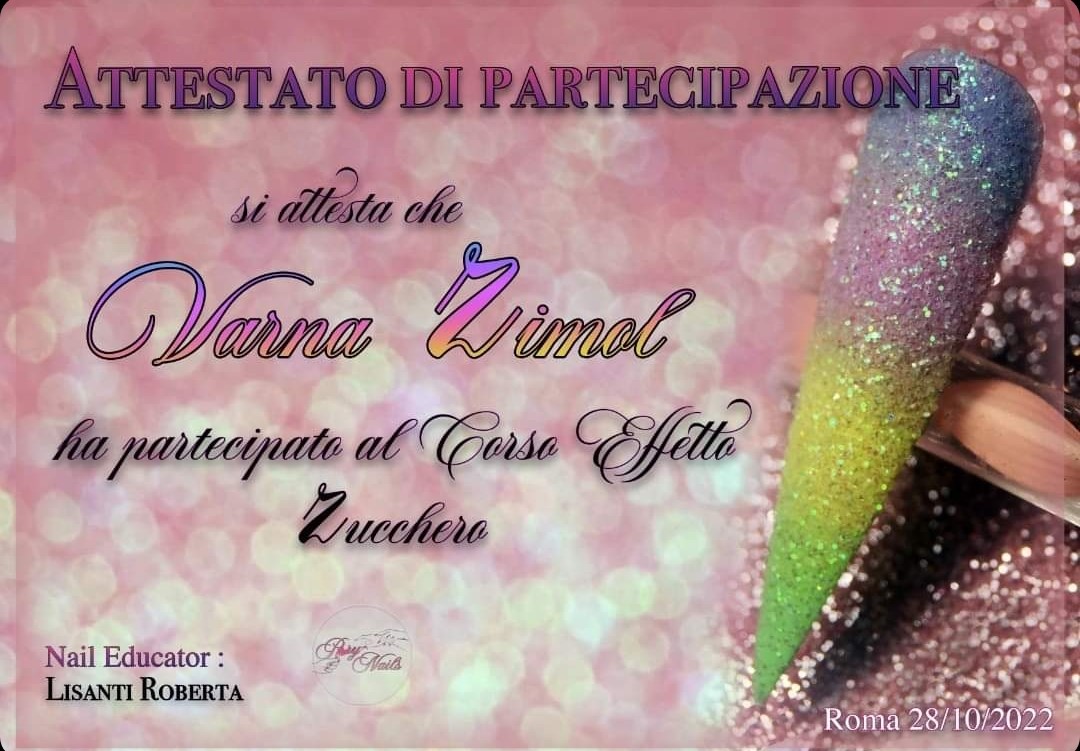 ATTESTATO DI PARTECIPAZIONE
si attesta che
Varna Zimol
ha partecipato al Corso Effetto
Zucchero
Nail Educator :
LISANTI ROBERTA
Nails
Roma 28/10/2022